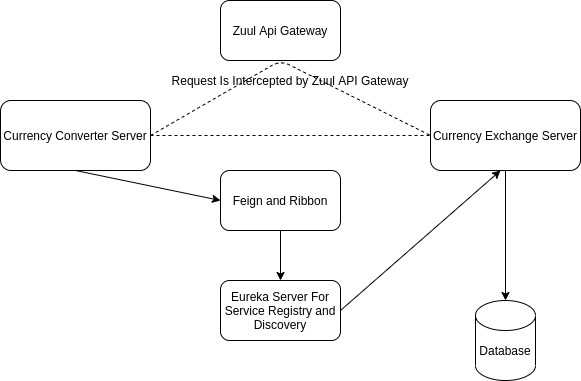 Zuul Api Gateway
Request Is Intercepted by Zuul API Gateway
Currency Converter Server
Currency Exchange Server
Feign and Ribbon
Eureka Server For
Service Registry and
Discovery
Database